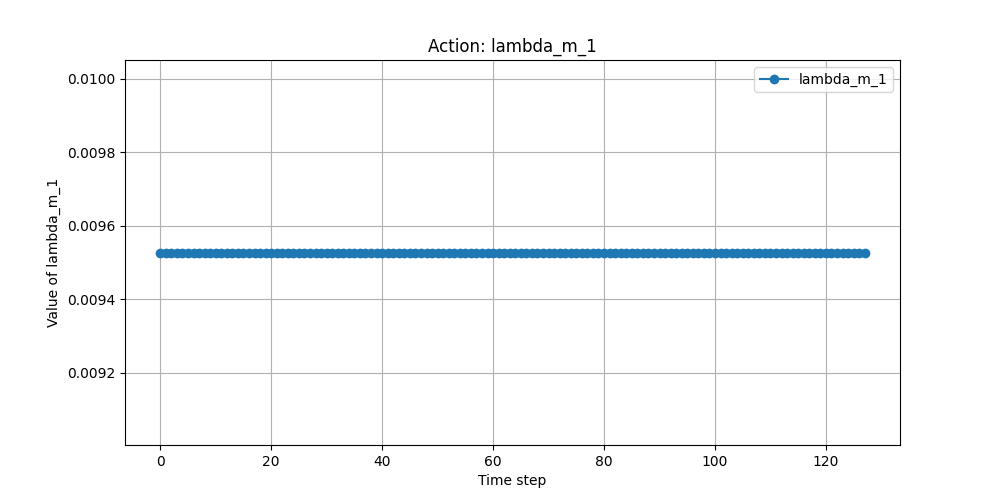 Action: lambda_m_1
lambda_m_1
Value of lambda_m_1
0.0100
0.0098
0.0096
0.0094
0.0092
0 20 40 60 80 100 120
Time step